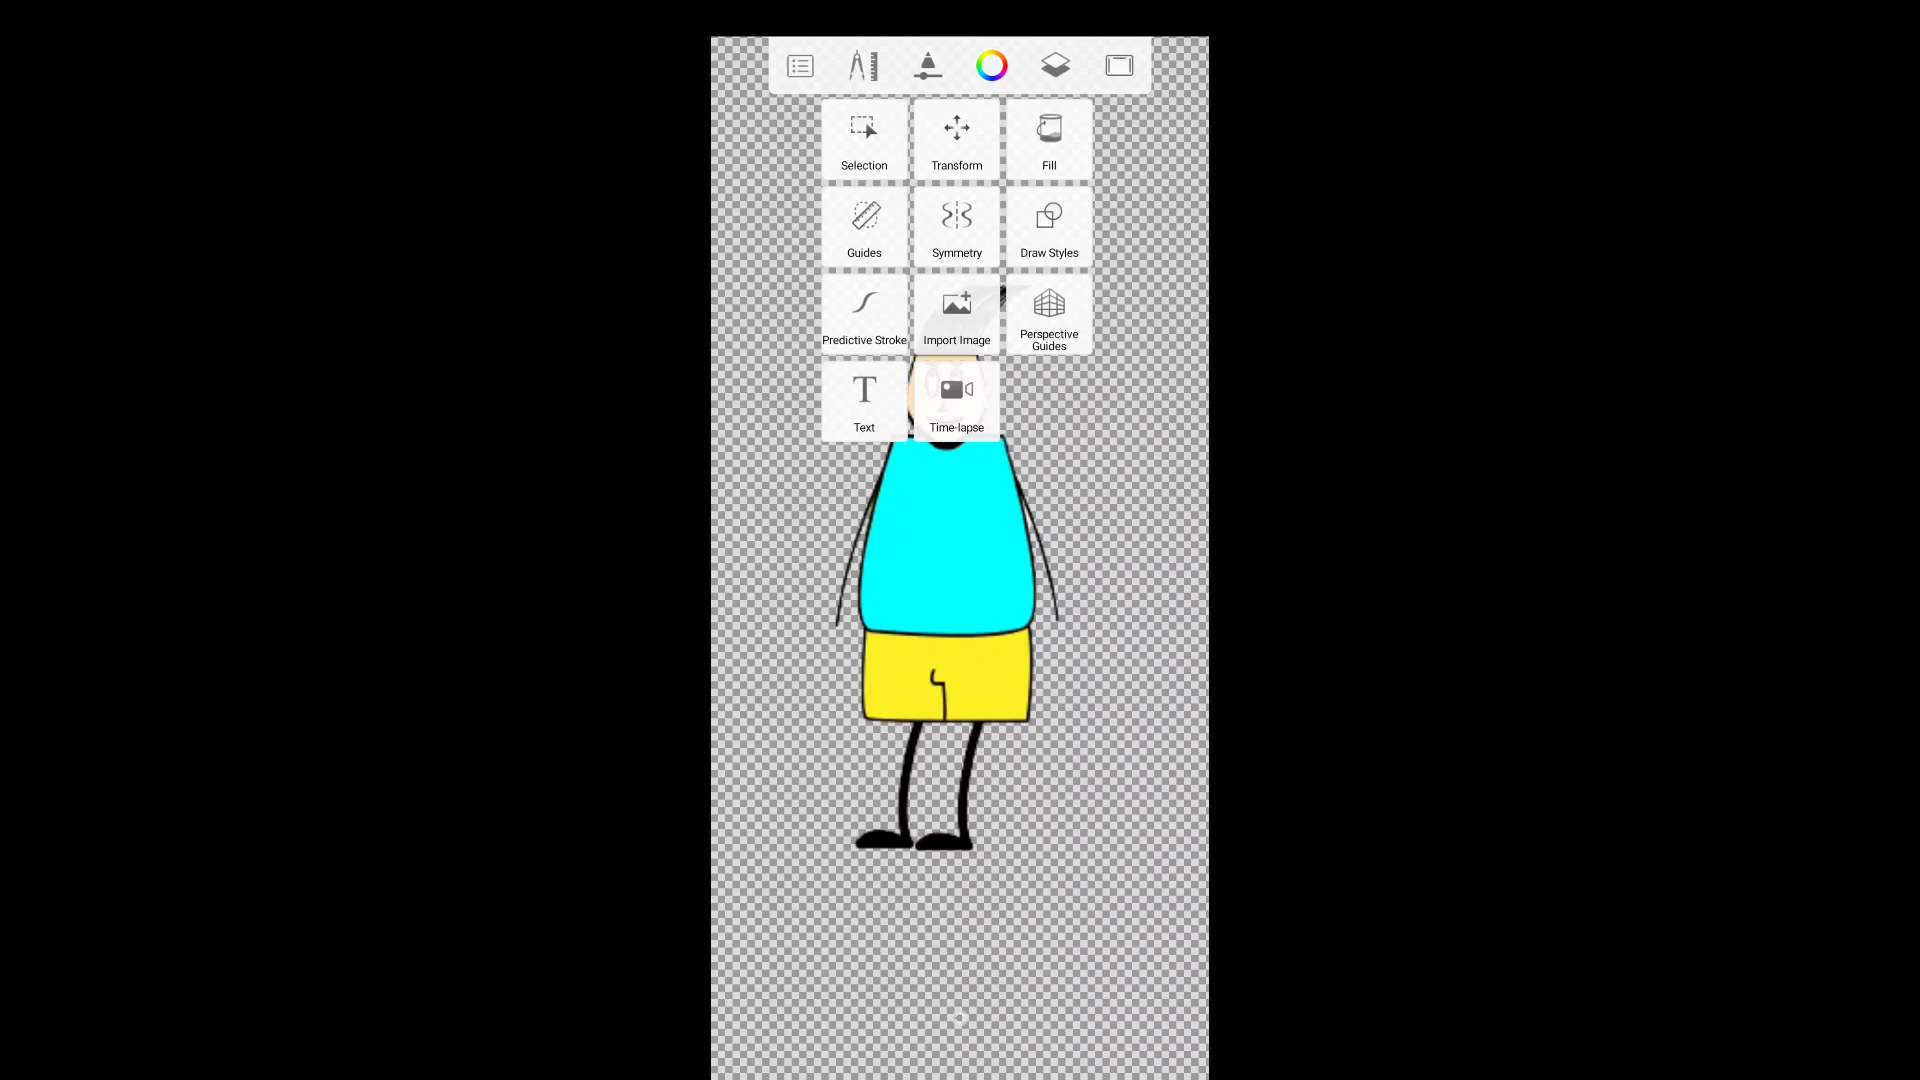 Selection
Transform
Fill
Guides
Symmetry
Draw Styles
Predictive Stroke
Import Image
Perspective
Guides
Text
Time-lapse